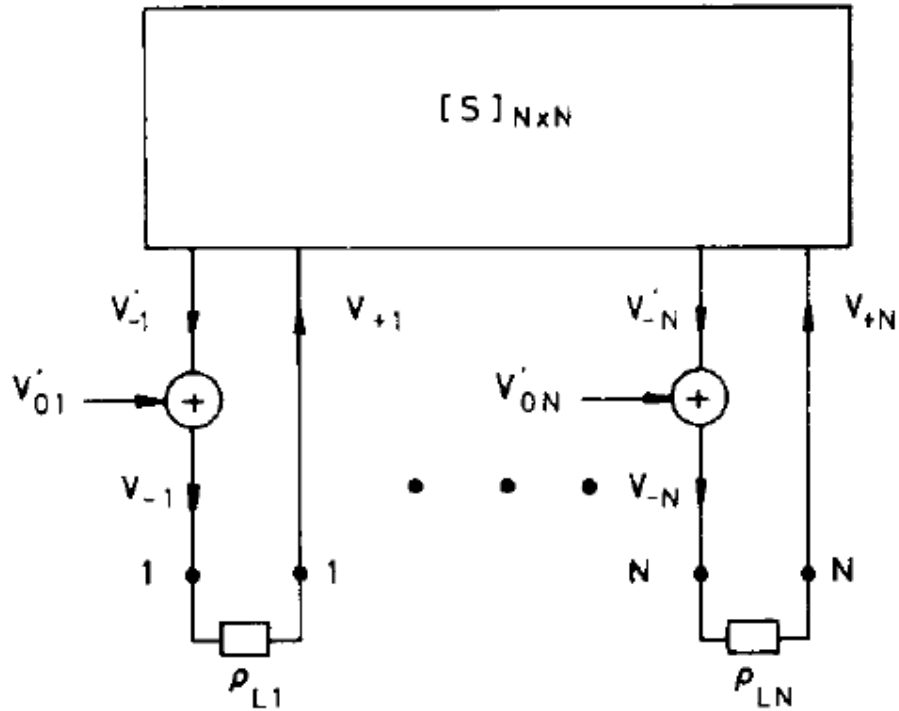 [S]NxN
V'-1 V+1 V'-N V+N
V'01 + V'0N +
V-1 V-N
1 1 N N
ρL1 ρLN